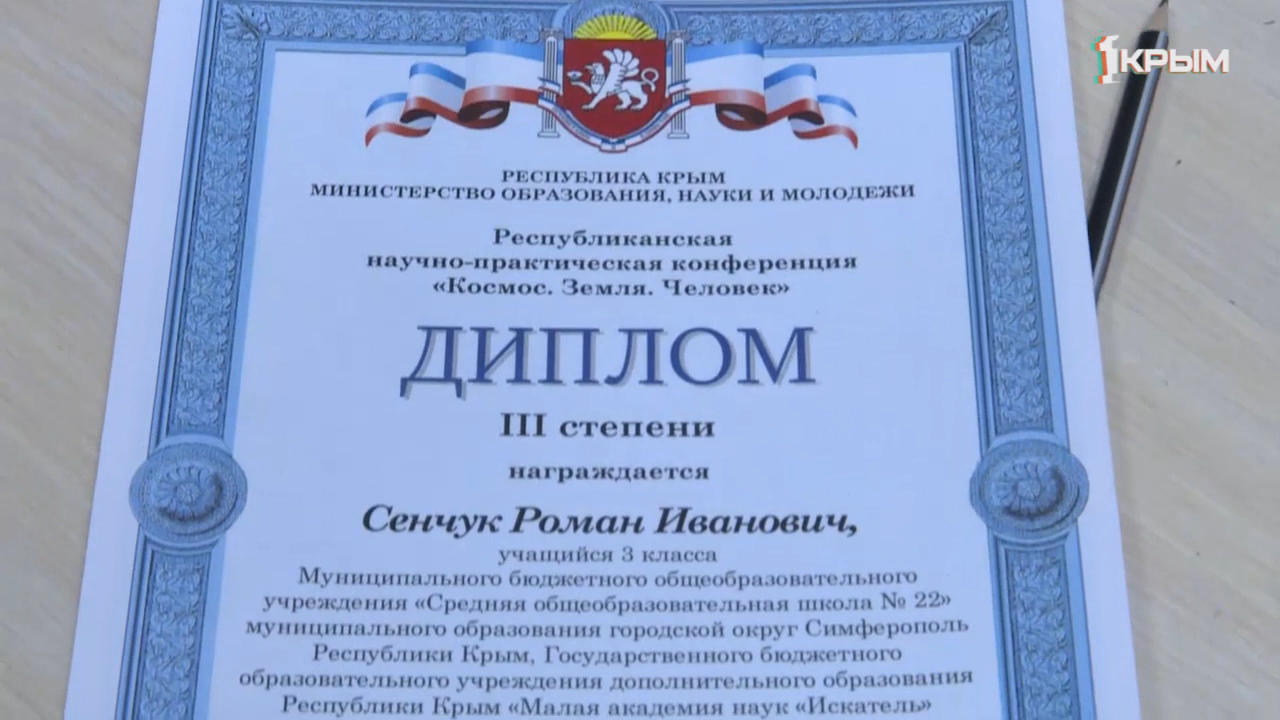 1КРЫМ
РЕСПУБЛИКА КРЫМ
МИНИСТЕРСТВО ОБРАЗОВАНИЯ, НАУКИ И МОЛОДЕЖИ
Республиканская
научно-практическая конференция
«Космос. Земля. Человек»
ДИПЛОМ
III степени
награждается
Сенчук Роман Иванович,
учащийся 3 класса
Муниципального бюджетного общеобразовательного
учреждения «Средняя общеобразовательная школа № 22»
муниципального образования городской округ Симферополь
Республики Крым, Государственного бюджетного
образовательного учреждения дополнительного образования
Республики Крым «Малая академия наук «Искатель»